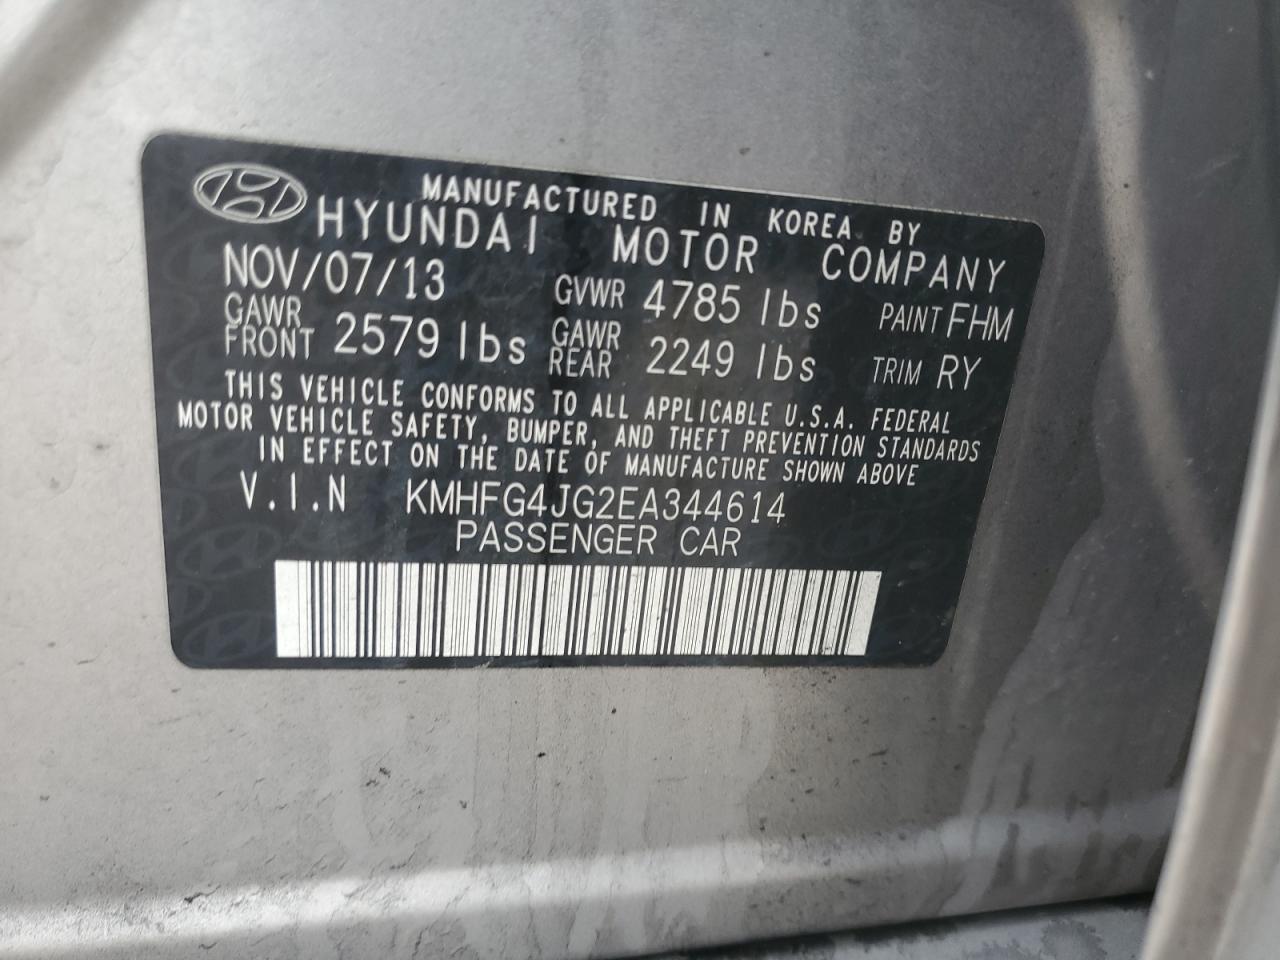 MANUFACTURED IN KOREA BY
HYUNDAI MOTOR COMPANY
NOV/07/13 GVWR 4785 lbs PAINT FHM
GAWR FRONT 2579 lbs GAWR REAR 2249 lbs TRIM RY
THIS VEHICLE CONFORMS TO ALL APPLICABLE U.S.A. FEDERAL
MOTOR VEHICLE SAFETY, BUMPER, AND THEFT PREVENTION STANDARDS
IN EFFECT ON THE DATE OF MANUFACTURE SHOWN ABOVE
V.I.N KMHFG4JG2EA344614
PASSENGER CAR